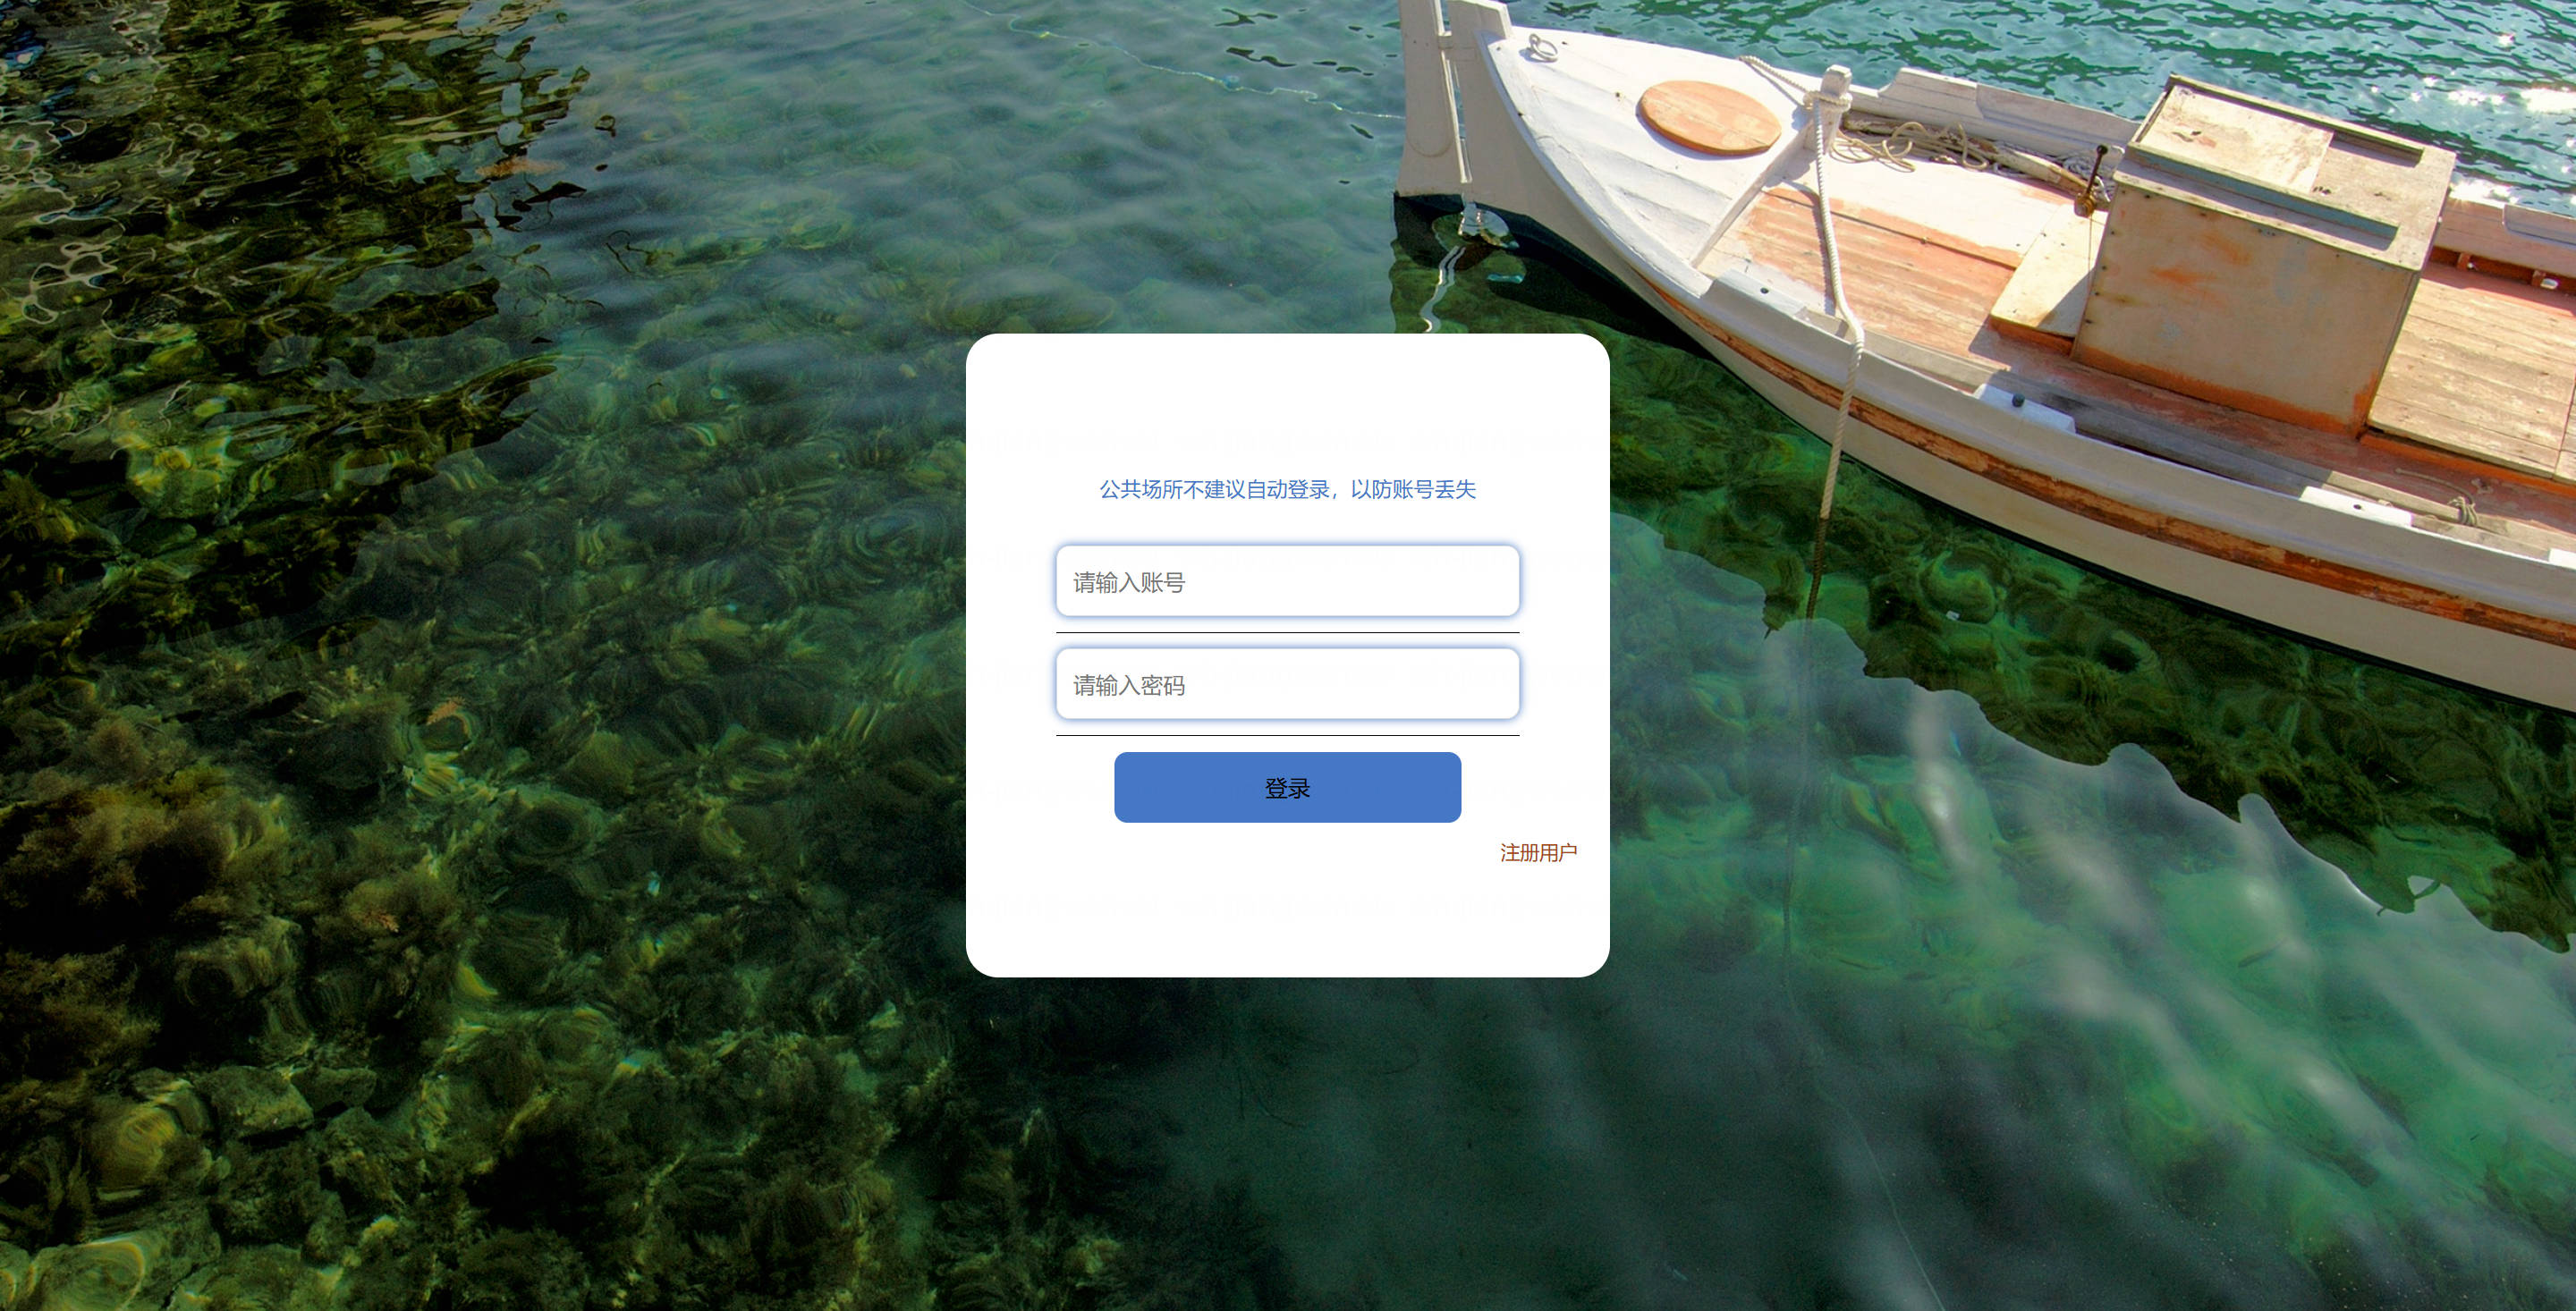 公共场所不建议自动登录，以防账号丢失
请输入账号
请输入密码
登录
注册用户